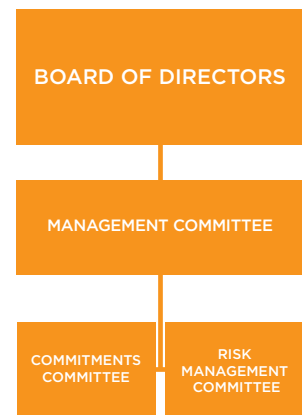 BOARD OF DIRECTORS
MANAGEMENT COMMITTEE
COMMITMENTS
COMMITTEE
RISK
MANAGEMENT
COMMITTEE